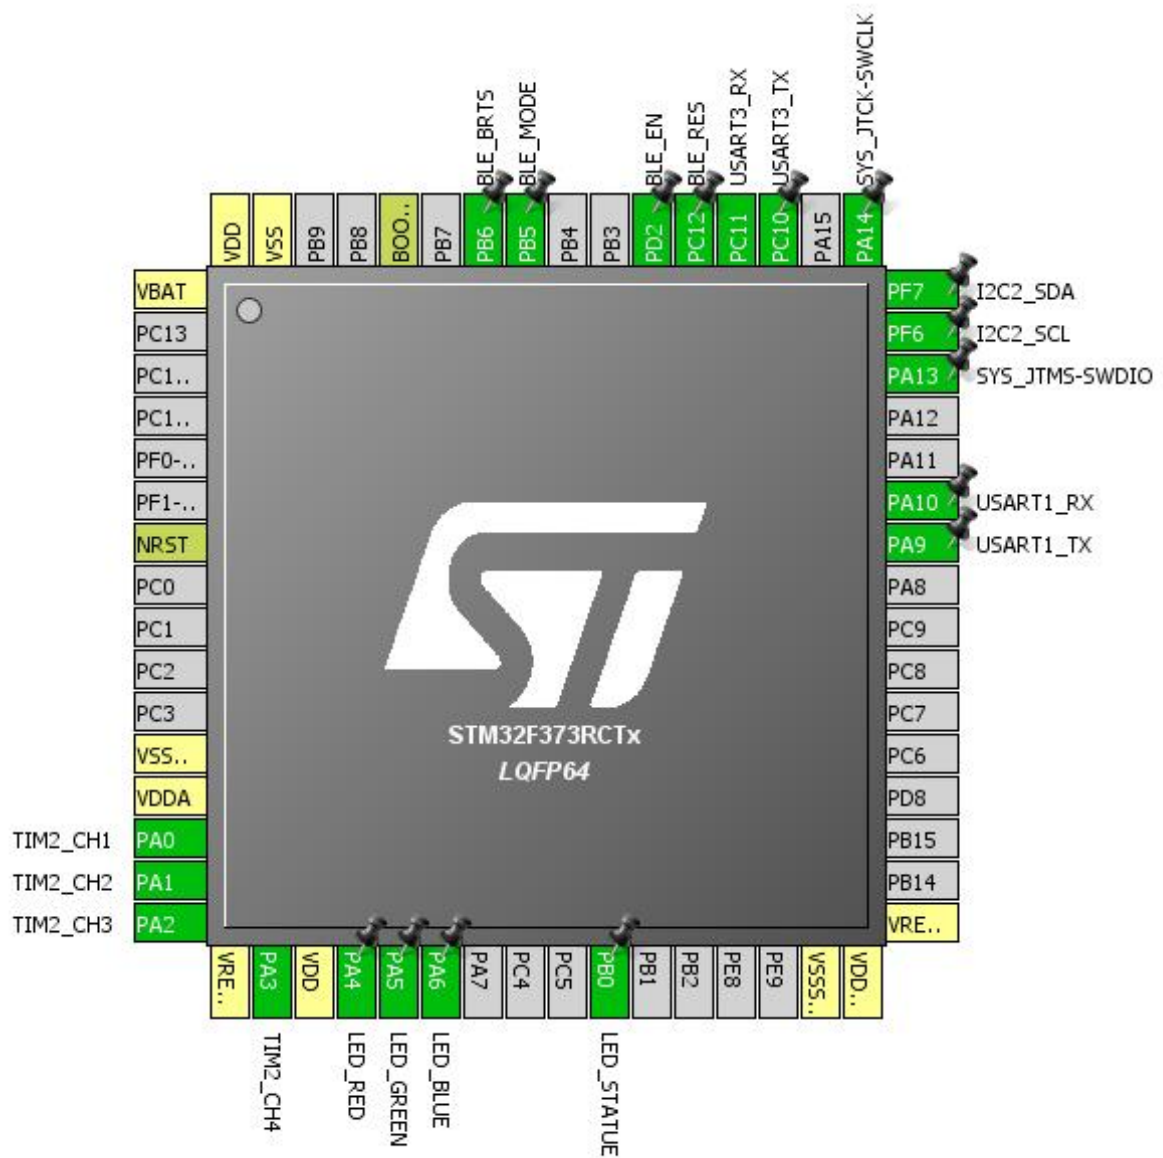 BLE_BRTS
BLE_MODE
BLE_EN
BLE_RES
USART3_RX
USART3_TX
SYS_JTCK-SWCLK
VDD
VSS
PB9
PB8
BOO..
PB7
PB6
PB5
PB4
PB3
PD2
PC12
PC11
PC10
PA15
PA14
VBAT
PC13
PC1..
PC1..
PF0-..
PF1-..
NRST
PC0
PC1
PC2
PC3
VSS..
VDDA
TIM2_CH1 PA0
TIM2_CH2 PA1
TIM2_CH3 PA2
ST
STM32F373RCTx
LQFP64
PF7 I2C2_SDA
PF6 I2C2_SCL
PA13 SYS_JTMS-SWDIO
PA12
PA11
PA10 USART1_RX
PA9 USART1_TX
PA8
PC9
PC8
PC7
PC6
PD8
PB15
PB14
VRE..
VRE..
PA3
VDD
PA4
PA5
PA6
PA7
PC4
PC5
PB0
PB1
PB2
PE8
PE9
VSSS..
VDD..
TIM2_CH4
LED_RED
LED_GREEN
LED_BLUE
LED_STATUE